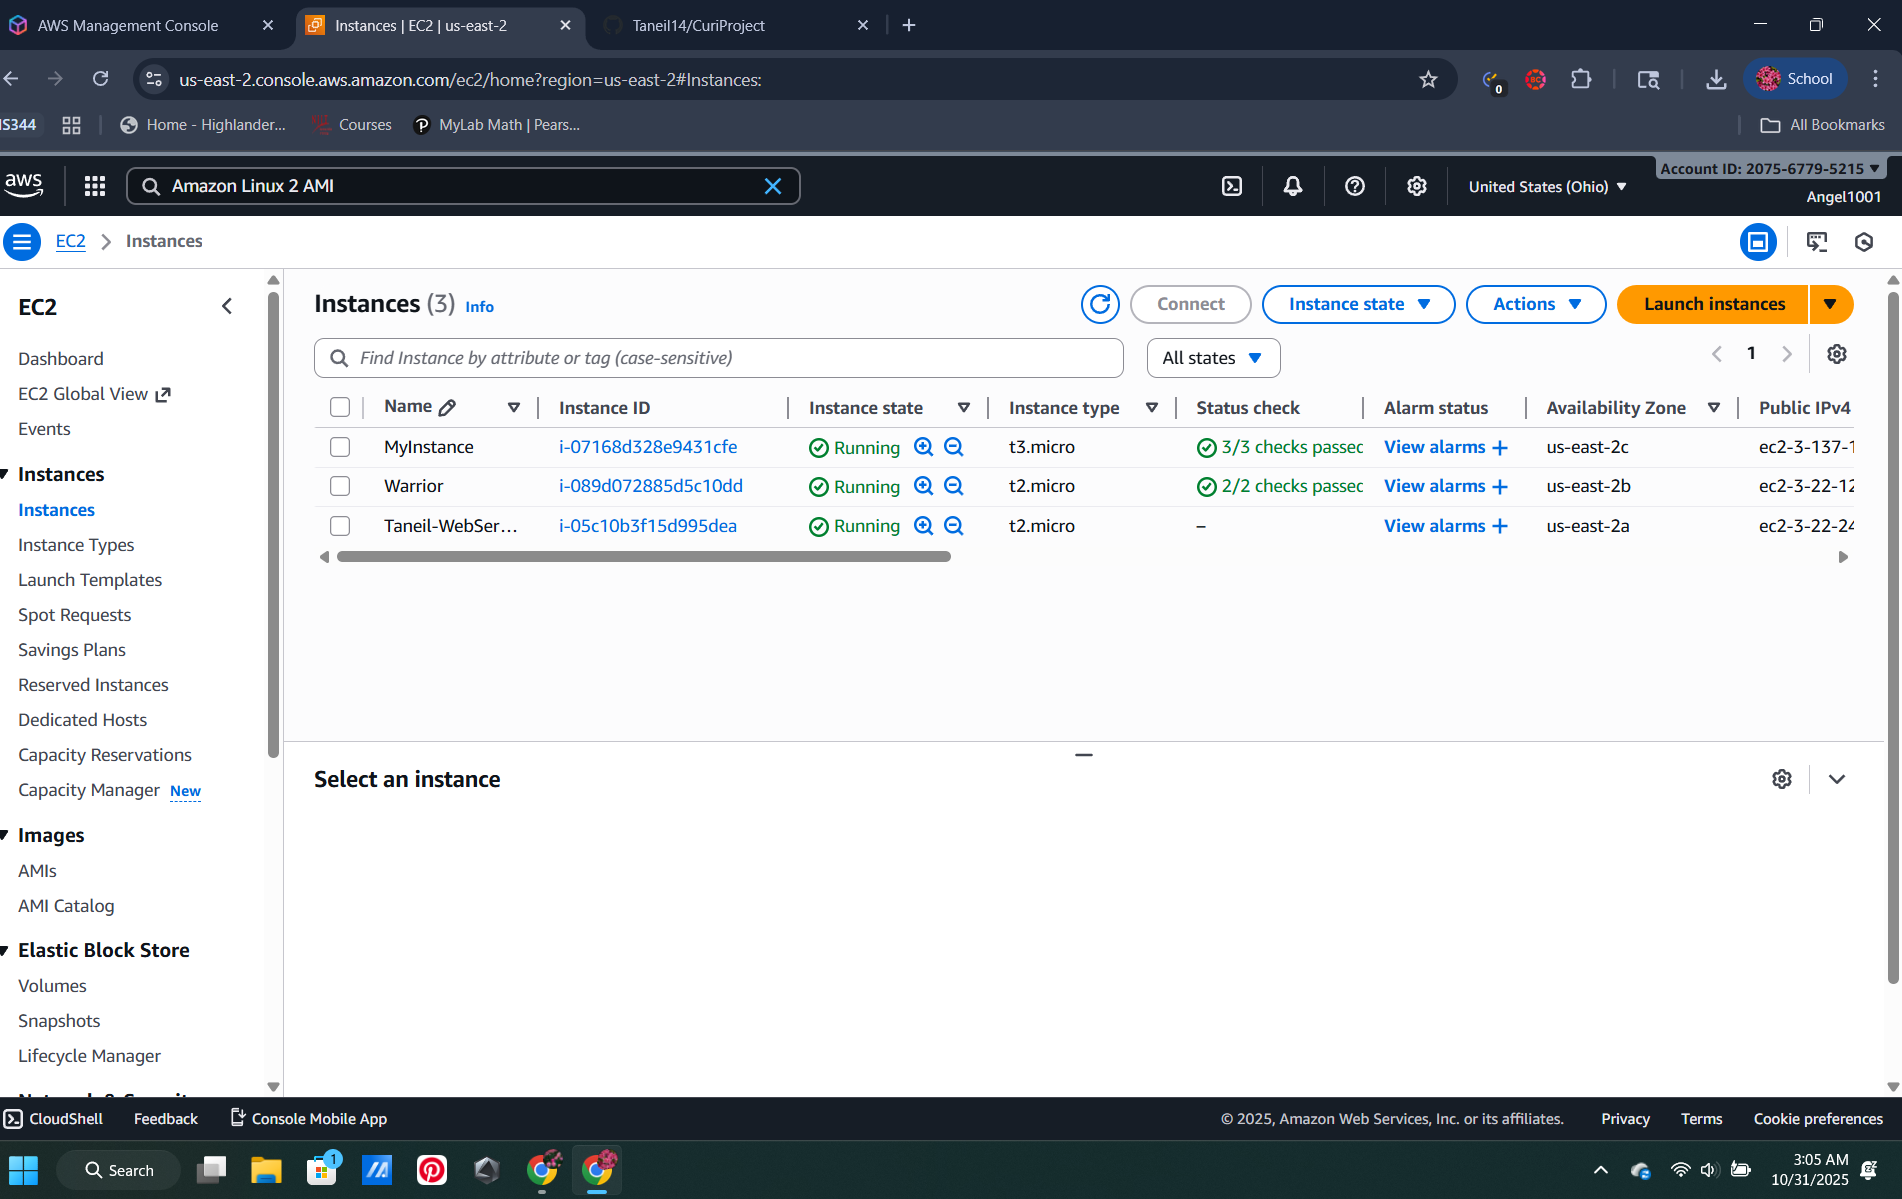 AWS Management Console
Instances | EC2 | us-east-2
Taneil14/CuriProject
us-east-2.console.aws.amazon.com/ec2/home?region=us-east-2#Instances:
0
School
IS344
Home - Highlander...
Courses
MyLab Math | Pears...
All Bookmarks
aws
Amazon Linux 2 AMI
United States (Ohio)
Account ID: 2075-6779-5215
Angel1001
EC2
Instances
EC2
Dashboard
EC2 Global View
Events
Instances
Instances
Instance Types
Launch Templates
Spot Requests
Savings Plans
Reserved Instances
Dedicated Hosts
Capacity Reservations
Capacity Manager New
Images
AMIs
AMI Catalog
Elastic Block Store
Volumes
Snapshots
Lifecycle Manager
Instances (3) Info
Connect
Instance state
Actions
Launch instances
Find Instance by attribute or tag (case-sensitive)
All states
1
Name Instance ID Instance state Instance type Status check Alarm status Availability Zone Public IPv4
MyInstance i-07168d328e9431cfe Running t3.micro 3/3 checks passed View alarms + us-east-2c ec2-3-137-1
Warrior i-089d072885d5c10dd Running t2.micro 2/2 checks passed View alarms + us-east-2b ec2-3-22-12
Taneil-WebSer... i-05c10b3f15d995dea Running t2.micro – View alarms + us-east-2a ec2-3-22-24
Select an instance
CloudShell
Feedback
Console Mobile App
© 2025, Amazon Web Services, Inc. or its affiliates.
Privacy
Terms
Cookie preferences
Search
1
3:05 AM
10/31/2025